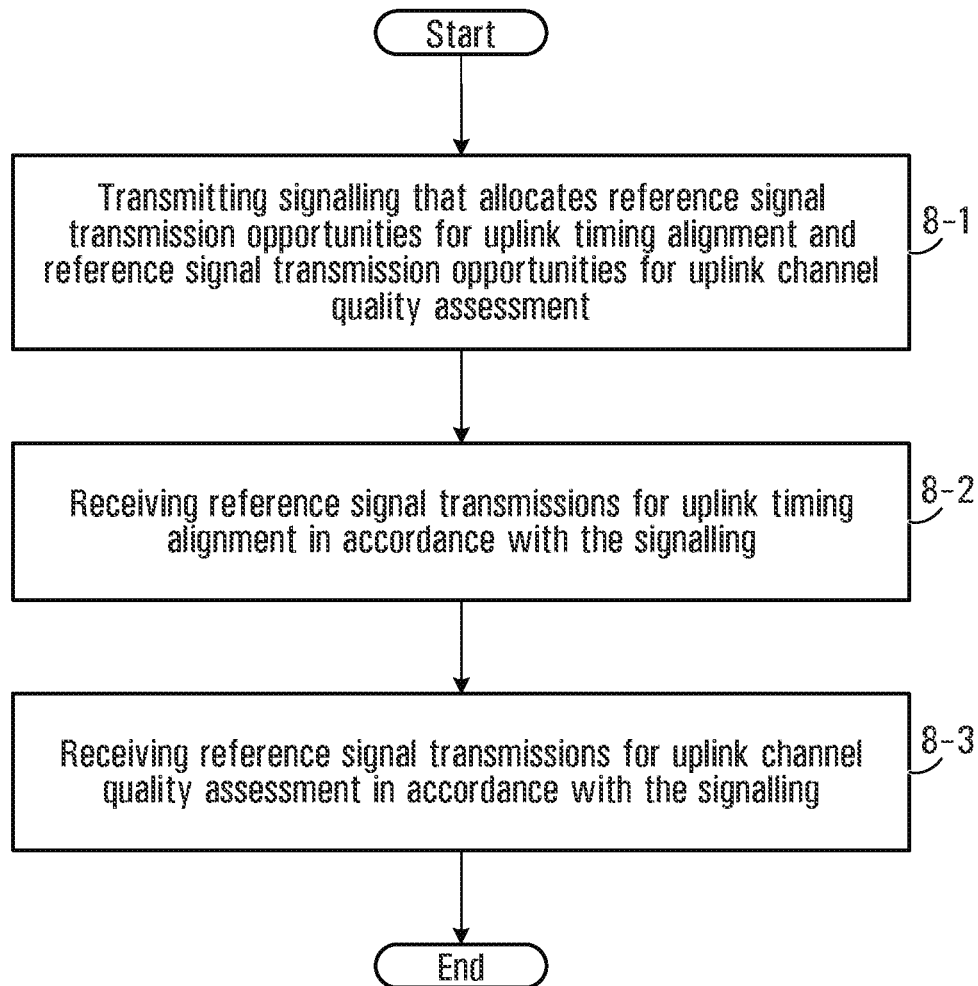 Start
Transmitting signalling that allocates reference signal
transmission opportunities for uplink timing alignment and
reference signal transmission opportunities for uplink channel
quality assessment
8-1
Receiving reference signal transmissions for uplink timing
alignment in accordance with the signalling
8-2
Receiving reference signal transmissions for uplink channel
quality assessment in accordance with the signalling
8-3
End